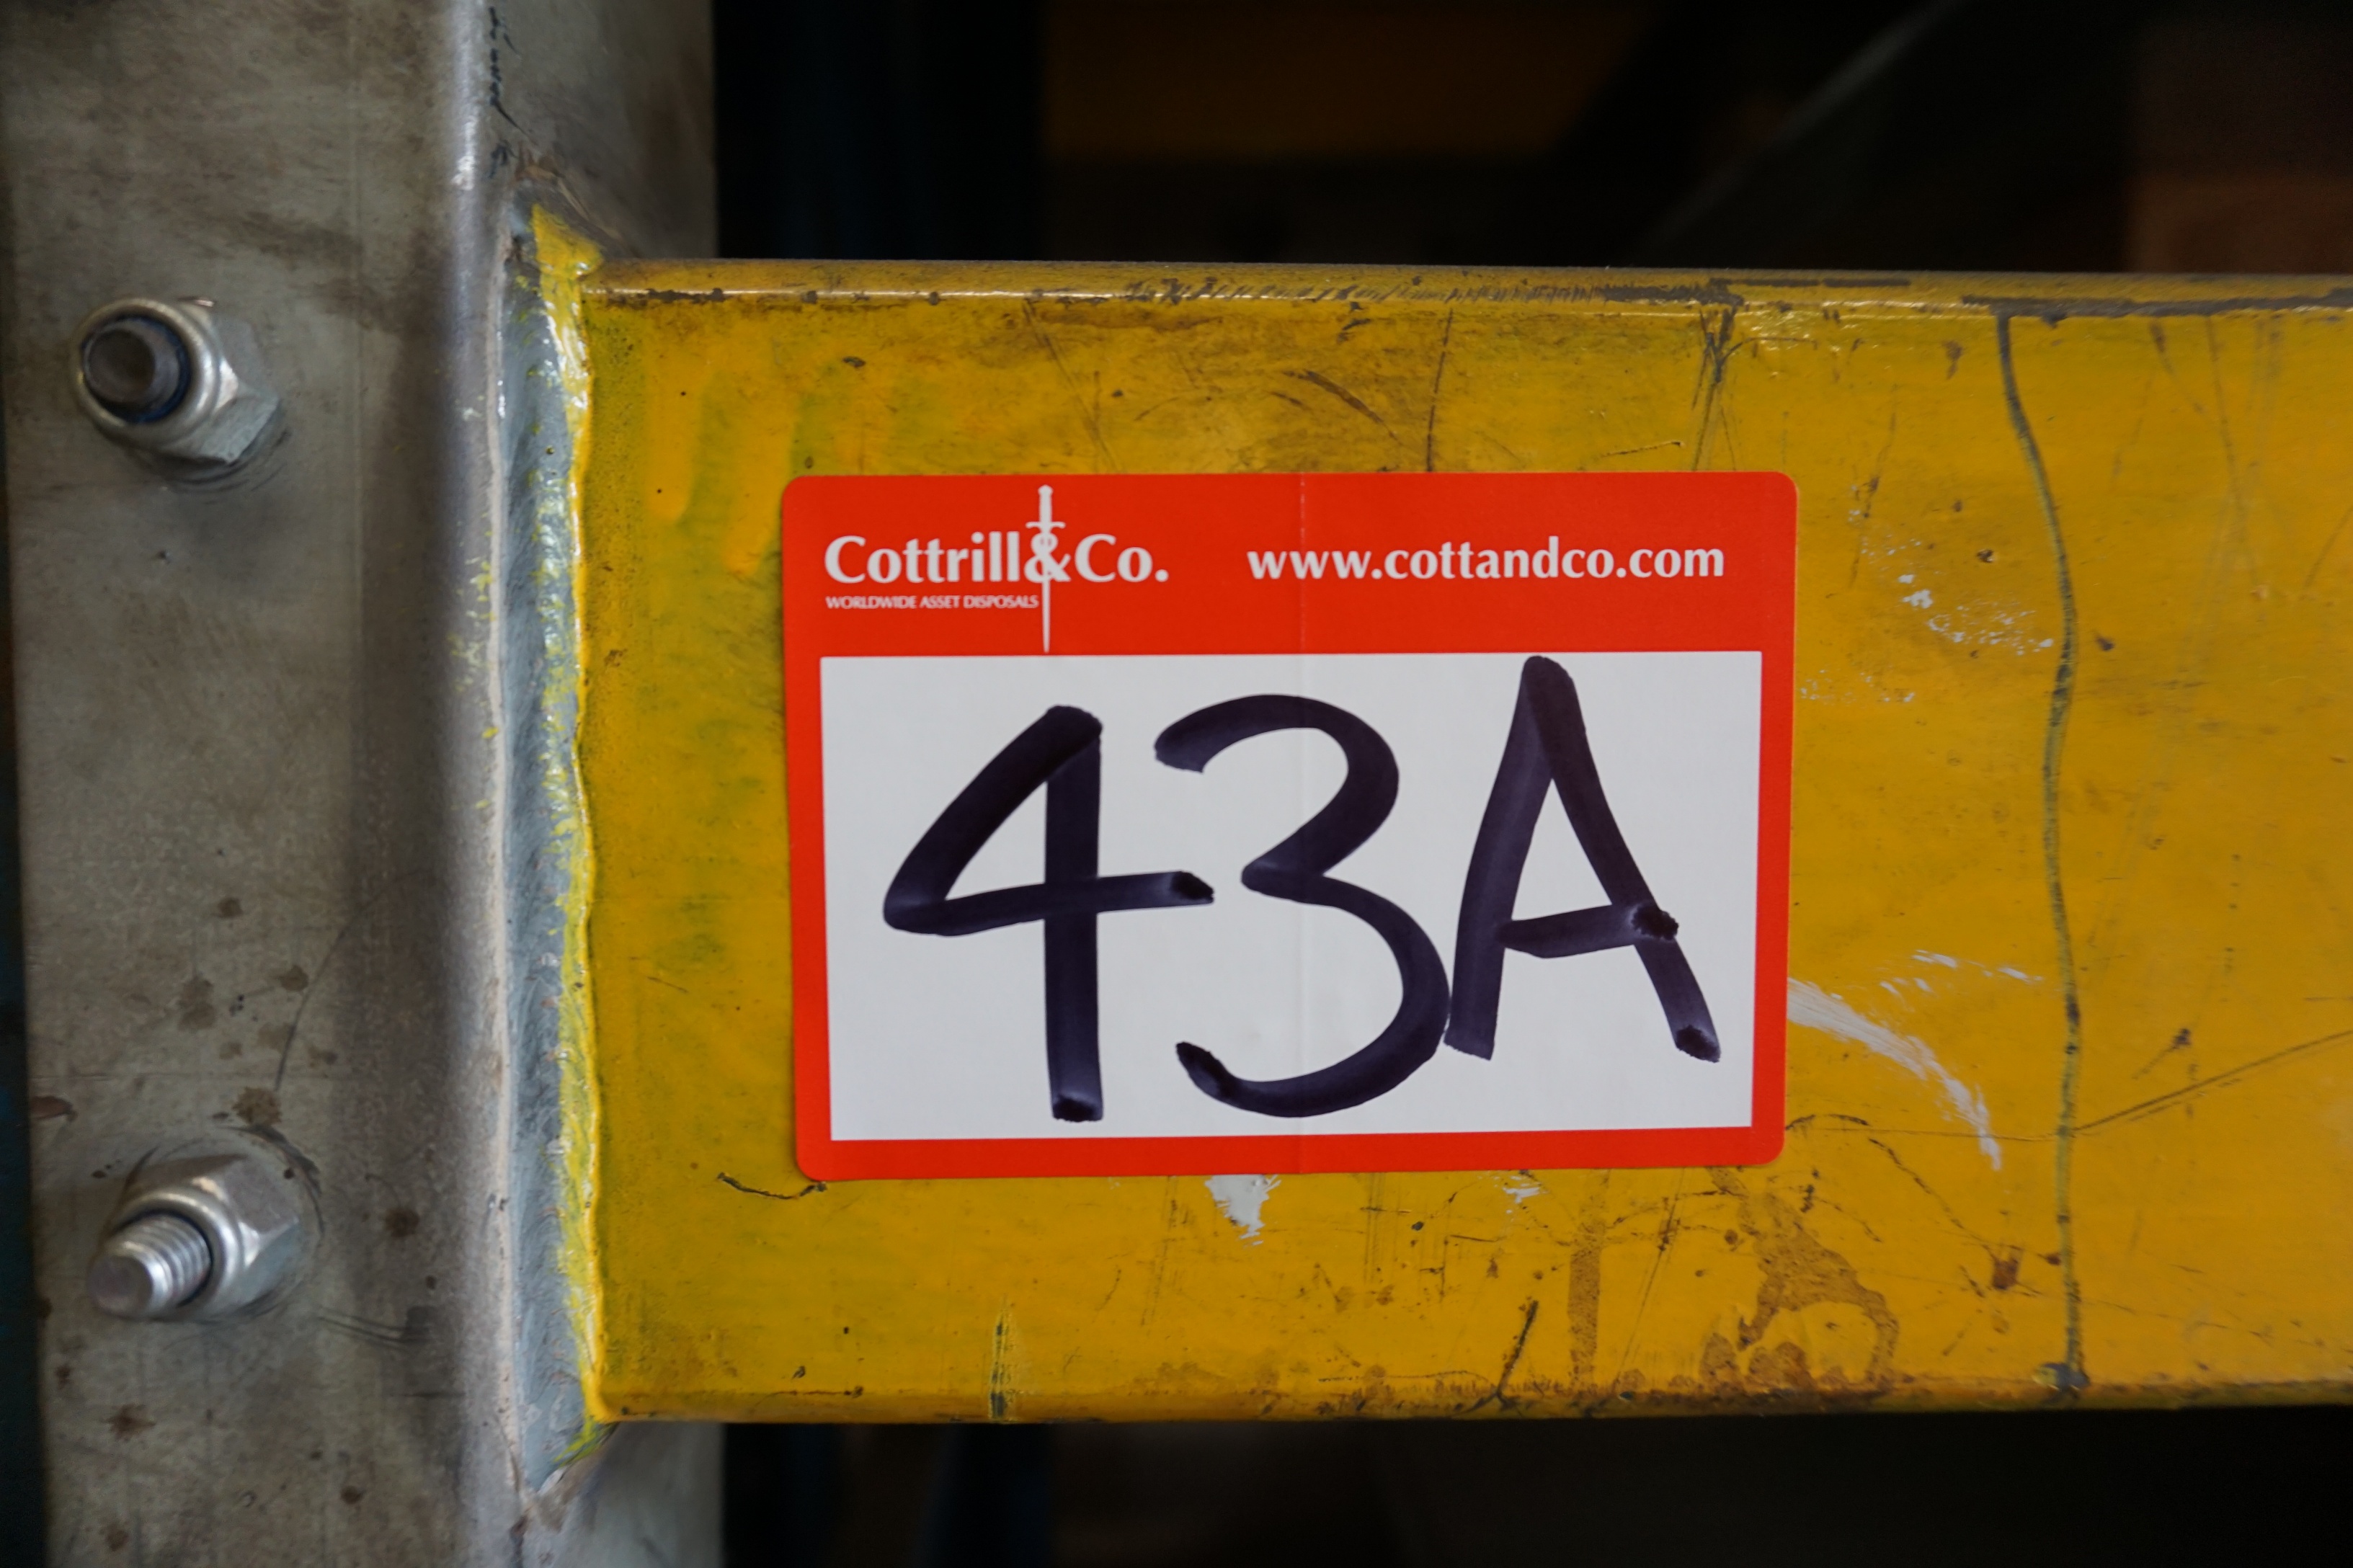 Cottrill&Co. www.cottandco.com
WORLDWIDE ASSET DISPOSALS
43A